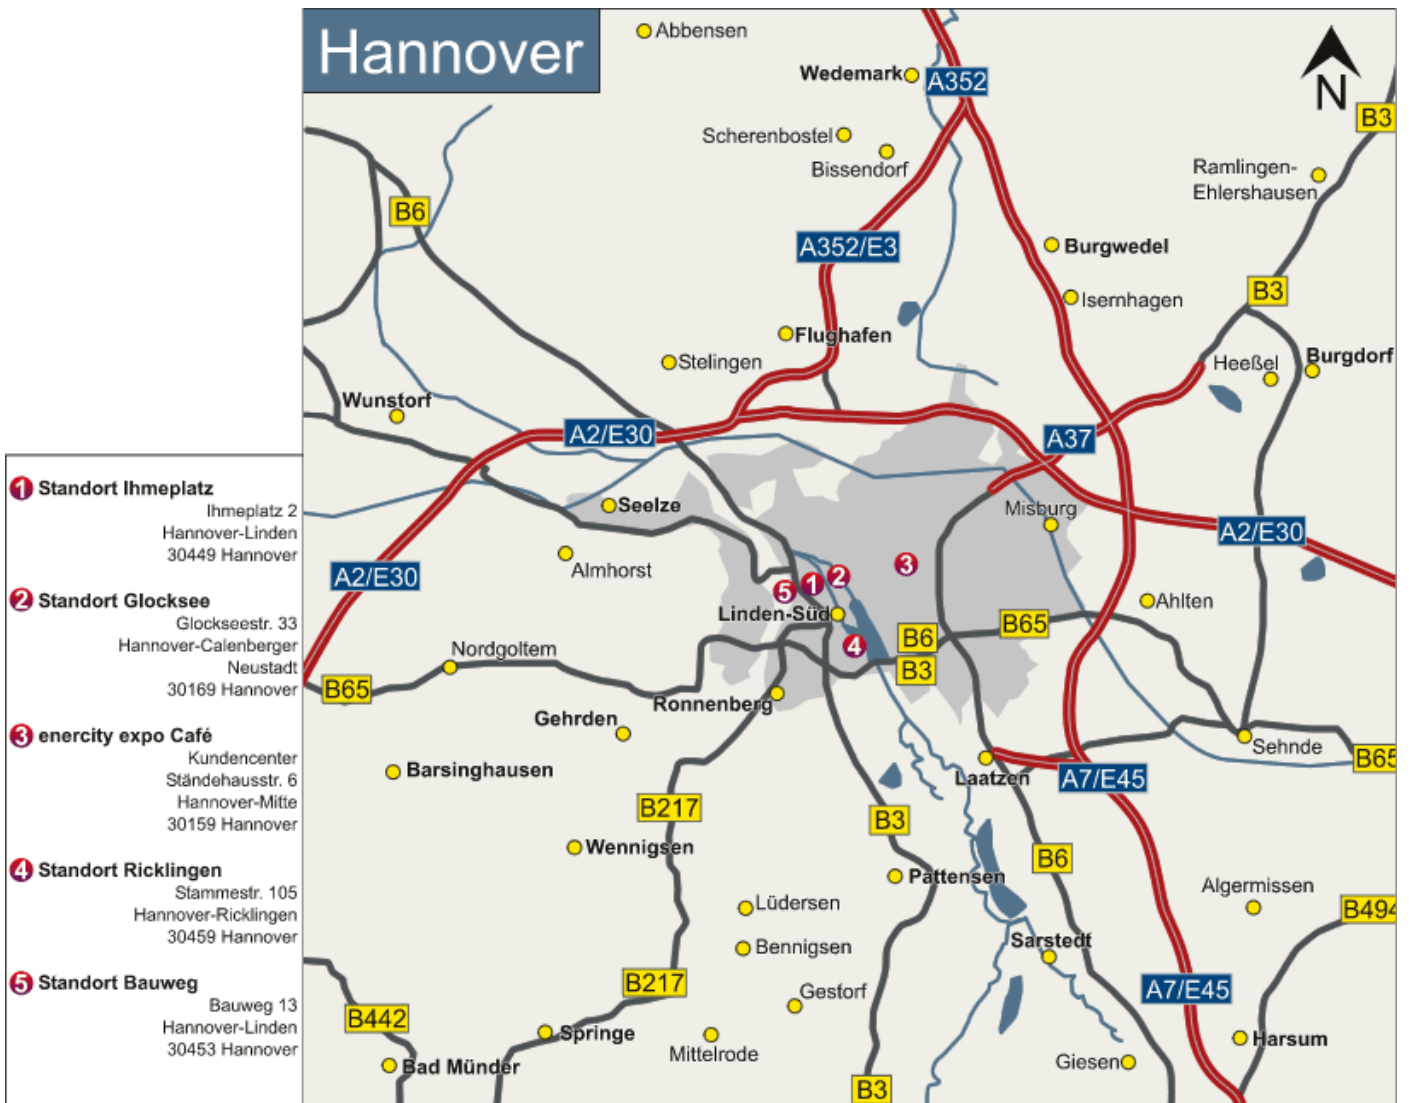 Hannover
Abbensen
Wedemark
A352
N
B3
Scherenbostel
Bissendorf
Ramlingen-
Ehlershausen
B6
A352/E3
Burgwedel
B3
Isernhagen
Flughafen
Stelingen
Heeßel
Burgdorf
Wunstorf
A2/E30
A37
Seelze
Misburg
A2/E30
Almhorst
A2/E30
3
2
1
5
Linden-Süd
Ahlten
B65
B6
4
B3
Nordgoltern
B65
Ronnenberg
Gehrden
Sehnde
B65
Barsinghausen
Laatzen
A7/E45
B217
B3
Wennigsen
B6
Pattensen
Algermissen
Lüdersen
B494
Bennigsen
Sarstedt
B217
Gestorf
A7/E45
B442
Springe
Mittelrode
Harsum
Bad Münder
Giesen
B3
1 Standort Ihmeplatz
Ihmeplatz 2
Hannover-Linden
30449 Hannover
2 Standort Glocksee
Glockseestr. 33
Hannover-Calenberger
Neustadt
30169 Hannover
3 enercity expo Café
Kundencenter
Ständehausstr. 6
Hannover-Mitte
30159 Hannover
4 Standort Ricklingen
Stammestr. 105
Hannover-Ricklingen
30459 Hannover
5 Standort Bauweg
Bauweg 13
Hannover-Linden
30453 Hannover